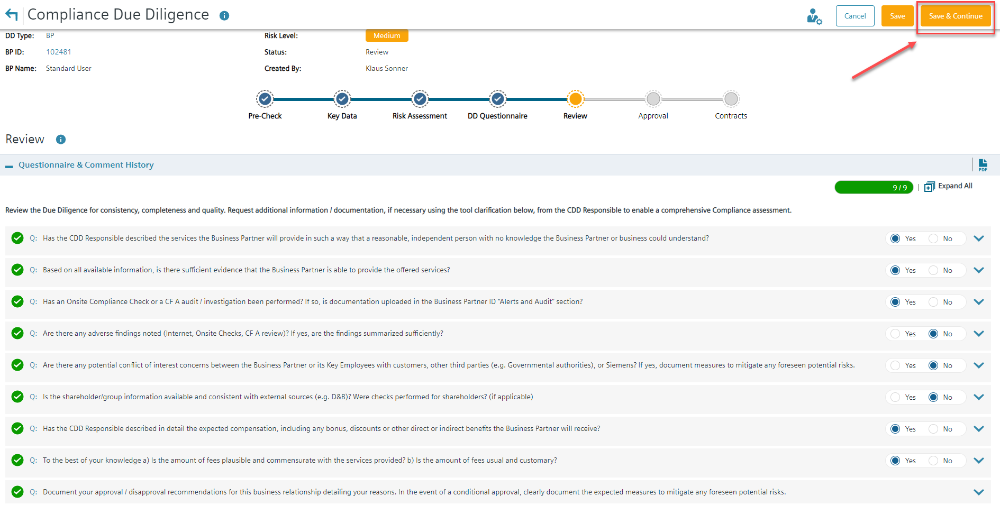 Compliance Due Diligence
Cancel
Save
Save & Continue
DD Type: BP
Risk Level: Medium
BP ID: 102481
Status: Review
BP Name: Standard User
Created By: Klaus Sonner
Pre-Check
Key Data
Risk Assessment
DD Questionnaire
Review
Approval
Contracts
Review
Questionnaire & Comment History
PDF
9 / 9 | Expand All
Review the Due Diligence for consistency, completeness and quality. Request additional information / documentation, if necessary using the tool clarification below, from the CDD Responsible to enable a comprehensive Compliance assessment.
Q: Has the CDD Responsible described the services the Business Partner will provide in such a way that a reasonable, independent person with no knowledge the Business Partner or business could understand? Yes No
Q: Based on all available information, is there sufficient evidence that the Business Partner is able to provide the offered services? Yes No
Q: Has an Onsite Compliance Check or a CF A audit / investigation been performed? If so, is documentation uploaded in the Business Partner ID “Alerts and Audit” section? Yes No
Q: Are there any adverse findings noted (Internet, Onsite Checks, CF A review)? If yes, are the findings summarized sufficiently? Yes No
Q: Are there any potential conflict of interest concerns between the Business Partner or its Key Employees with customers, other third parties (e.g. Governmental authorities), or Siemens? If yes, document measures to mitigate any foreseen potential risks. Yes No
Q: Is the shareholder/group information available and consistent with external sources (e.g. D&B)? Were checks performed for shareholders? (if applicable) Yes No
Q: Has the CDD Responsible described in detail the expected compensation, including any bonus, discounts or other direct or indirect benefits the Business Partner will receive? Yes No
Q: To the best of your knowledge a) Is the amount of fees plausible and commensurate with the services provided? b) Is the amount of fees usual and customary? Yes No
Q: Document your approval / disapproval recommendations for this business relationship detailing your reasons. In the event of a conditional approval, clearly document the expected measures to mitigate any foreseen potential risks.